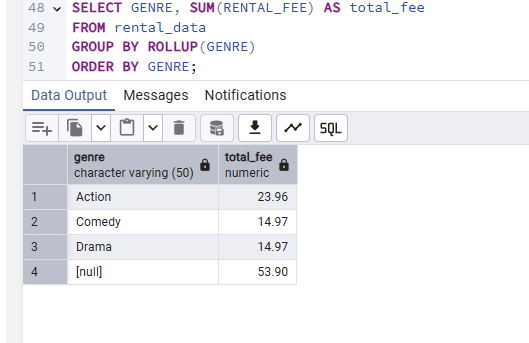 48 SELECT GENRE, SUM(RENTAL_FEE) AS total_fee
49 FROM rental_data
50 GROUP BY ROLLUP(GENRE)
51 ORDER BY GENRE;
Data Output Messages Notifications
SQL
genre total_fee
character varying (50) numeric
1 Action 23.96
2 Comedy 14.97
3 Drama 14.97
4 [null] 53.90